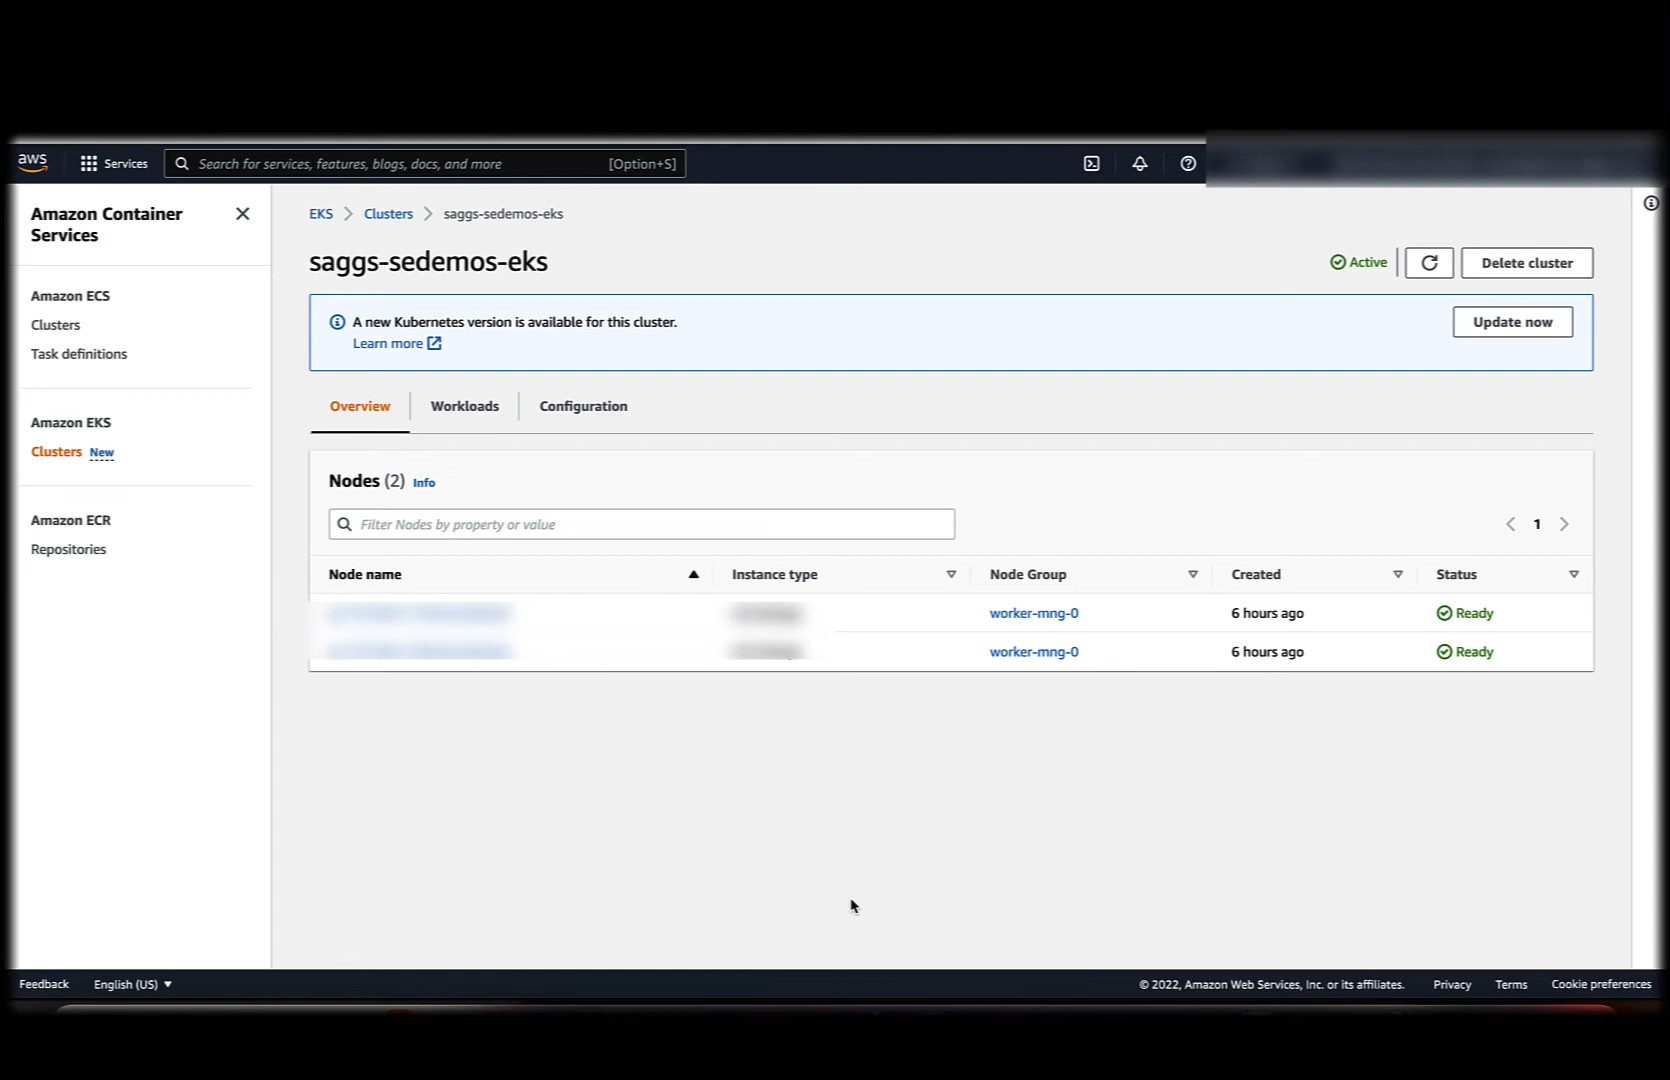 aws Services Search for services, features, blogs, docs, and more [Option+S]
Amazon Container
Services
Amazon ECS
Clusters
Task definitions
Amazon EKS
Clusters New
Amazon ECR
Repositories
EKS Clusters saggs-sedemos-eks
saggs-sedemos-eks
Active Delete cluster
A new Kubernetes version is available for this cluster.
Learn more
Update now
Overview Workloads Configuration
Nodes (2) Info
Filter Nodes by property or value
1
Node name Instance type Node Group Created Status
worker-mng-0 6 hours ago Ready
worker-mng-0 6 hours ago Ready
Feedback English (US) © 2022, Amazon Web Services, Inc. or its affiliates. Privacy Terms Cookie preferences